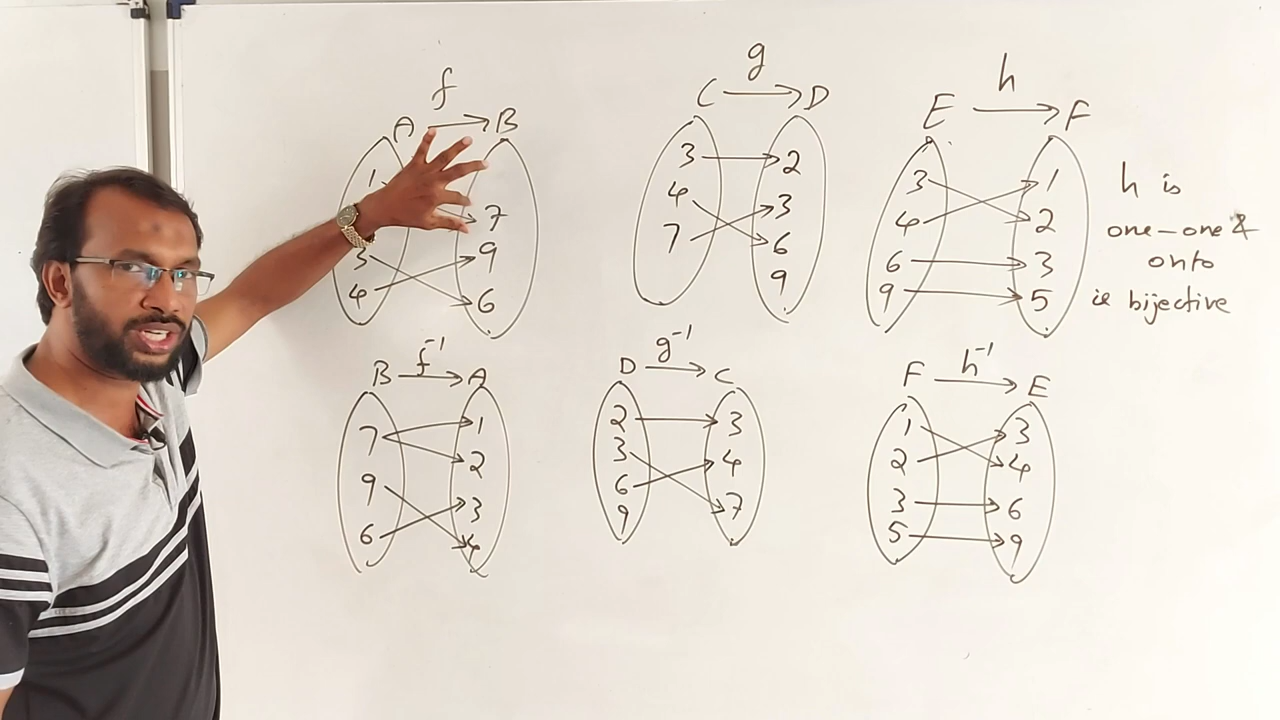 f
A → B
1
3
4
7
9
6
g
C → D
3
4
7
2
3
6
9
h
E → F
3
4
6
9
1
2
3
5
h is
one-one &
onto
ie bijective
f⁻¹
B → A
7
9
6
1
2
3
4
g⁻¹
D → C
2
3
6
9
3
4
7
h⁻¹
F → E
1
2
3
5
3
4
6
9